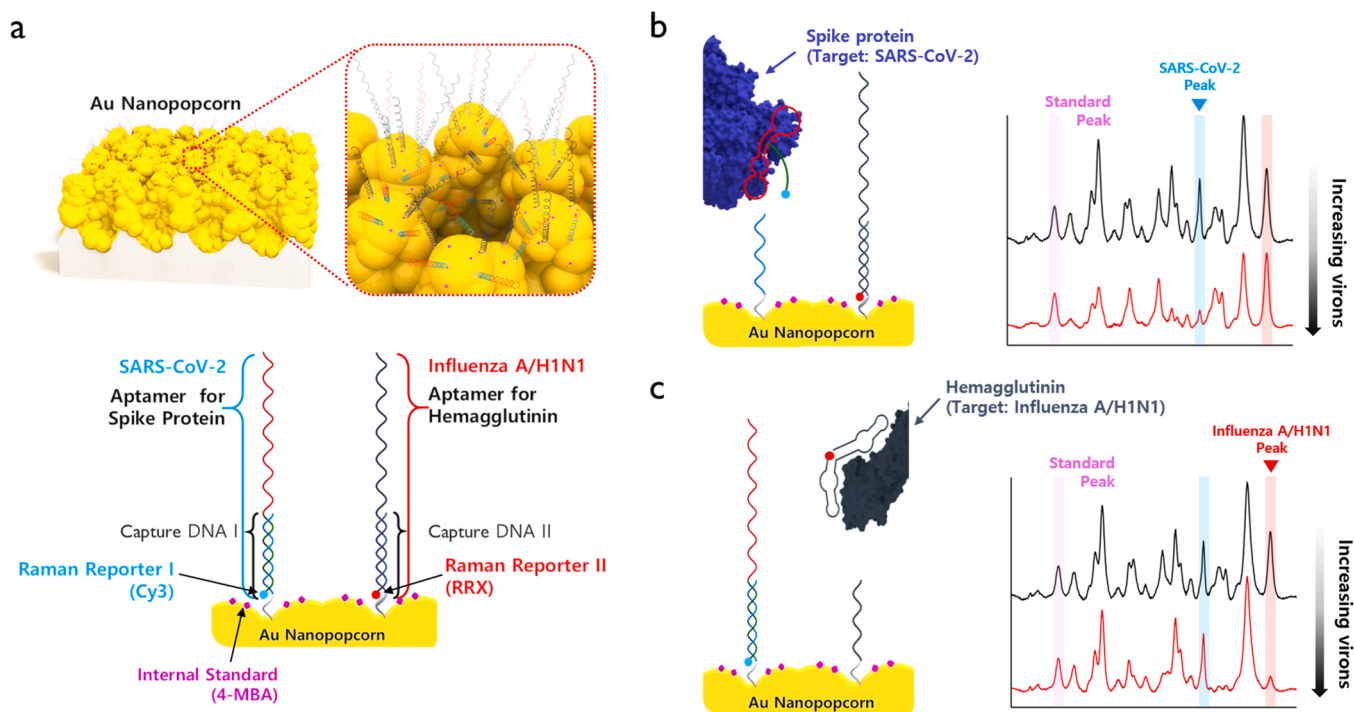 a
Au Nanopopcorn
SARS-CoV-2
Aptamer for
Spike Protein
Influenza A/H1N1
Aptamer for
Hemagglutinin
Capture DNA I
Capture DNA II
Raman Reporter I
(Cy3)
Raman Reporter II
(RRX)
Au Nanopopcorn
Internal Standard
(4-MBA)
b
Spike protein
(Target: SARS-CoV-2)
Au Nanopopcorn
Standard
Peak
SARS-CoV-2
Peak
Increasing virons
c
Hemagglutinin
(Target: Influenza A/H1N1)
Au Nanopopcorn
Standard
Peak
Influenza A/H1N1
Peak
Increasing virons